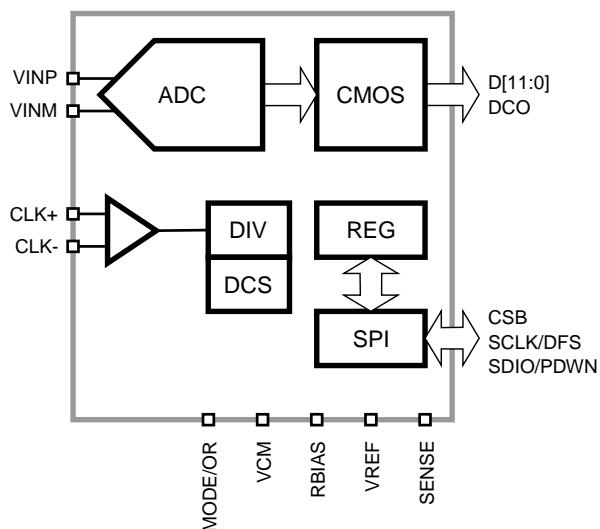 VINP
VINM
ADC
CMOS
D[11:0]
DCO
CLK+
CLK-
DIV
DCS
REG
SPI
CSB
SCLK/DFS
SDIO/PDWN
MODE/OR
VCM
RBIAS
VREF
SENSE